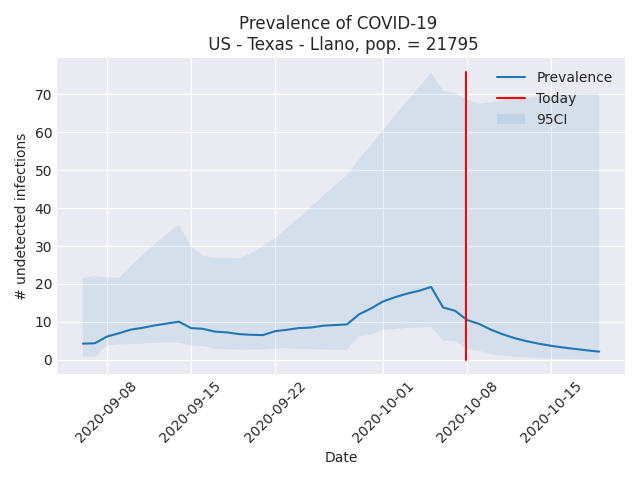 Prevalence of COVID-19
US - Texas - Llano, pop. = 21795
Prevalence
Today
95CI
# undetected infections
70
60
50
40
30
20
10
0
2020-09-08
2020-09-15
2020-09-22
2020-10-01
2020-10-08
2020-10-15
Date